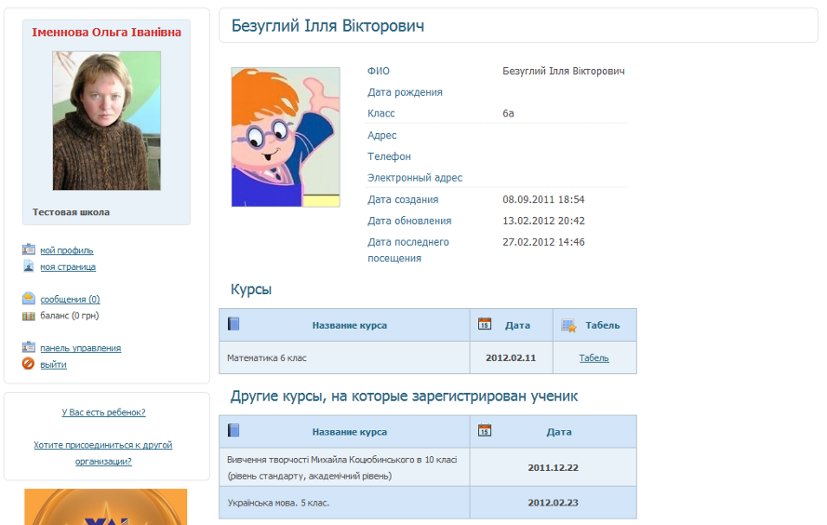 Іменнова Ольга Іванівна
Тестовая школа
мой профиль
моя страница
сообщения (0)
баланс (0 грн)
панель управления
выйти
У Вас есть ребенок?
Хотите присоединиться к другой
организации?
Безуглий Ілля Вікторович
ФИО Безуглий Ілля Вікторович
Дата рождения
Класс 6а
Адрес
Телефон
Электронный адрес
Дата создания 08.09.2011 18:54
Дата обновления 13.02.2012 20:42
Дата последнего 27.02.2012 14:46
посещения
Курсы
Название курса 15 Дата Табель
Математика 6 клас 2012.02.11 Табель
Другие курсы, на которые зарегистрирован ученик
Название курса 15 Дата
Вивчення творчості Михайла Коцюбинського в 10 класі
(рівень стандарту, академічний рівень) 2011.12.22
Українська мова. 5 клас. 2012.02.23